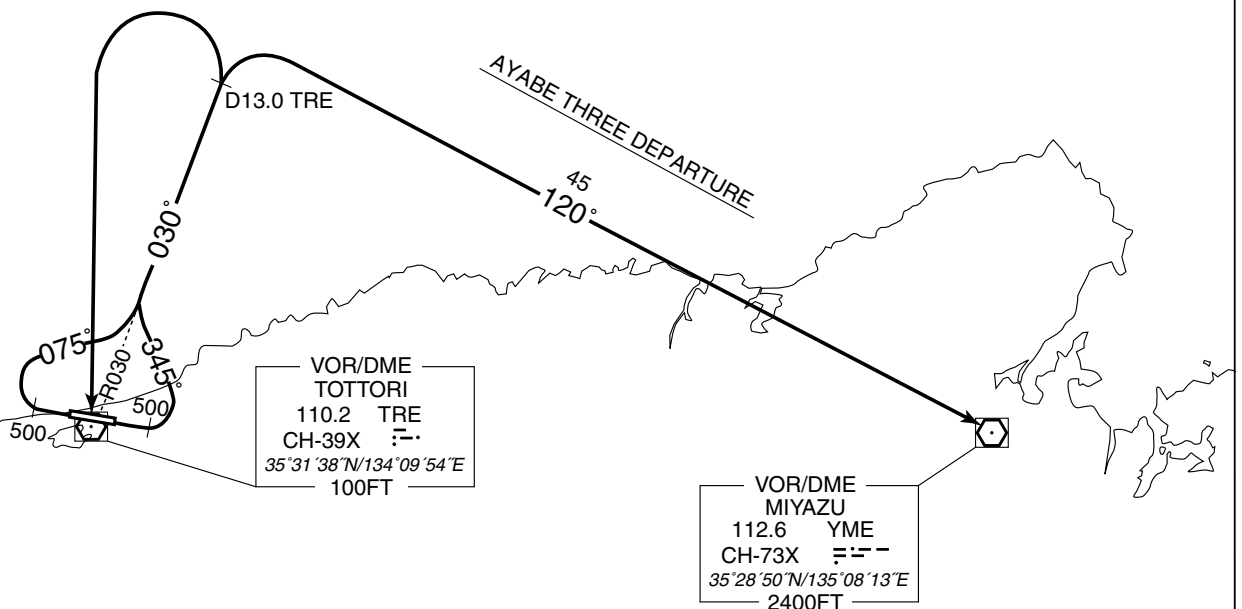 D13.0 TRE
AYABE THREE DEPARTURE
45
120°
030°
075°
R030°
345°
500
500
VOR/DME
TOTTORI
110.2 TRE
CH-39X
35°31´38˝N/134°09´54˝E
100FT
VOR/DME
MIYAZU
112.6 YME
CH-73X
35°28´50˝N/135°08´13˝E
2400FT